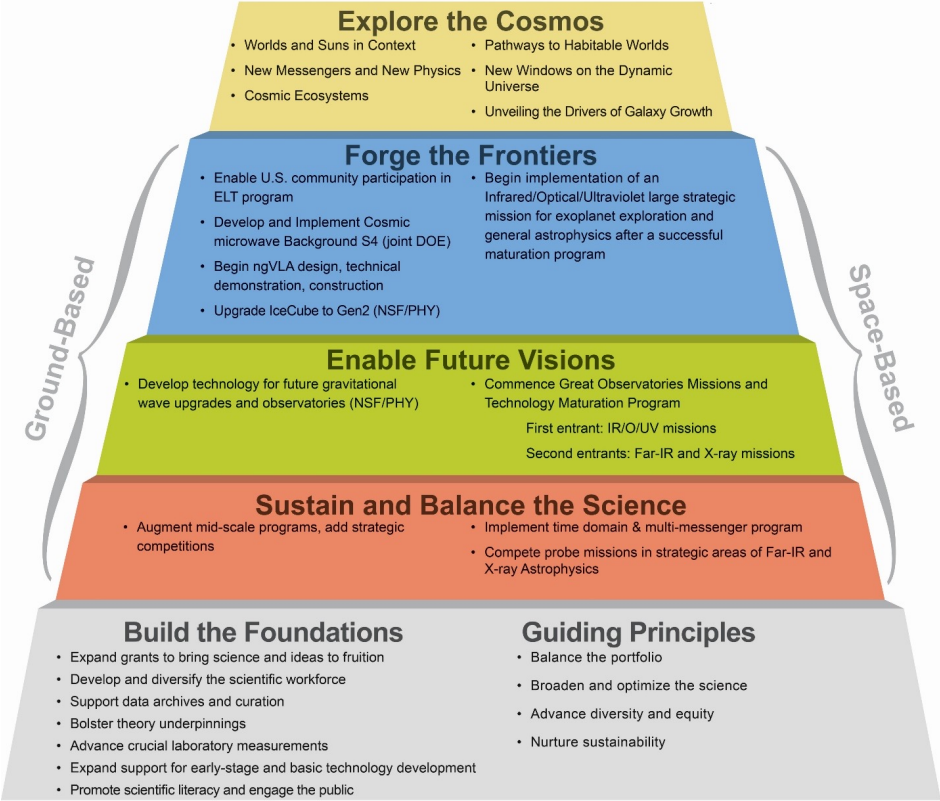 Explore the Cosmos
• Worlds and Suns in Context
• New Messengers and New Physics
• Cosmic Ecosystems
• Pathways to Habitable Worlds
• New Windows on the Dynamic
Universe
• Unveiling the Drivers of Galaxy Growth
Ground-Based
Space-Based
Forge the Frontiers
• Enable U.S. community participation in
ELT program
• Develop and Implement Cosmic
microwave Background S4 (joint DOE)
• Begin ngVLA design, technical
demonstration, construction
• Upgrade IceCube to Gen2 (NSF/PHY)
• Begin implementation of an
Infrared/Optical/Ultraviolet large strategic
mission for exoplanet exploration and
general astrophysics after a successful
maturation program
Enable Future Visions
• Develop technology for future gravitational
wave upgrades and observatories (NSF/PHY)
• Commence Great Observatories Missions and
Technology Maturation Program
First entrant: IR/O/UV missions
Second entrants: Far-IR and X-ray missions
Sustain and Balance the Science
• Augment mid-scale programs, add strategic
competitions
• Implement time domain & multi-messenger program
• Compete probe missions in strategic areas of Far-IR and
X-ray Astrophysics
Build the Foundations
• Expand grants to bring science and ideas to fruition
• Develop and diversify the scientific workforce
• Support data archives and curation
• Bolster theory underpinnings
• Advance crucial laboratory measurements
• Expand support for early-stage and basic technology development
• Promote scientific literacy and engage the public
Guiding Principles
• Balance the portfolio
• Broaden and optimize the science
• Advance diversity and equity
• Nurture sustainability